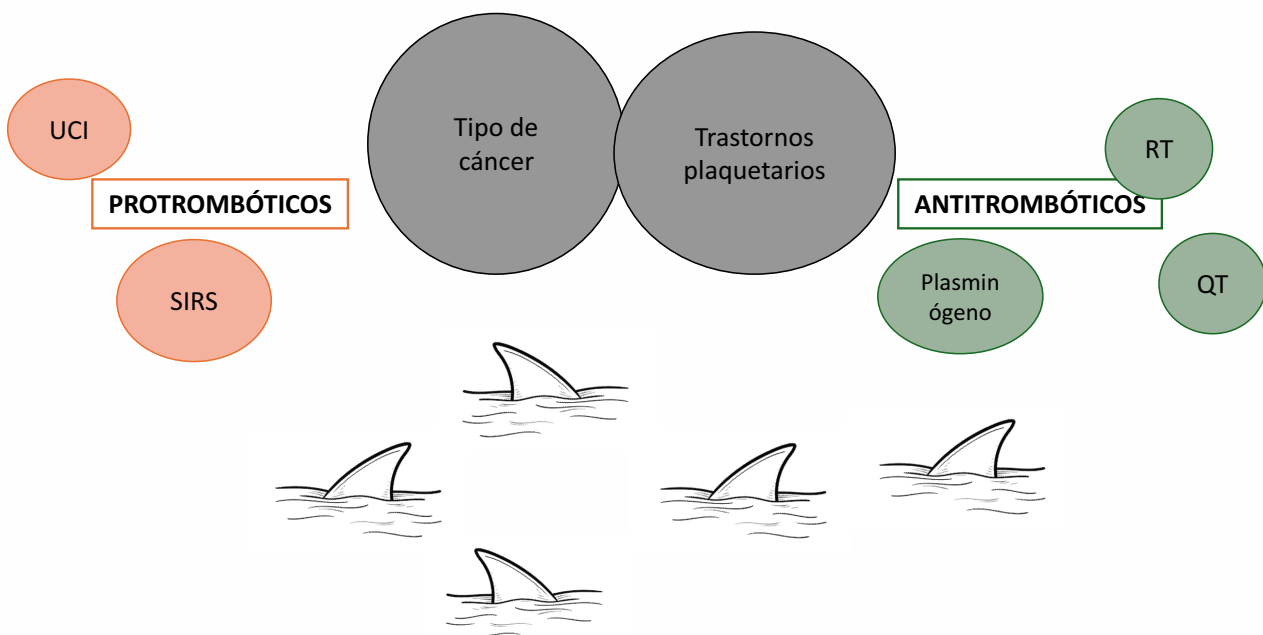 UCI
PROTROMBÓTICOS
SIRS
Tipo de
cáncer
Trastornos
plaquetarios
RT
ANTITROMBÓTICOS
Plasmin
ógeno
QT